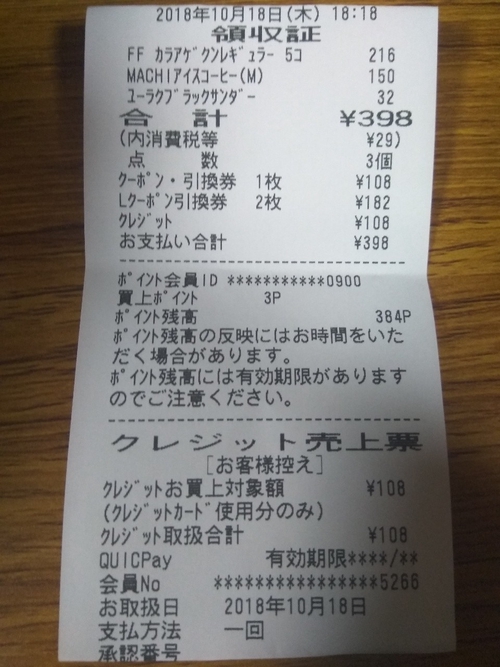 2018年10月18日(木) 18:18
領収証
FF ｶﾗｱｹﾞｸﾝﾚｷﾞｭﾗｰ 5ｺ 216
MACHIｱｲｽｺｰﾋｰ(M) 150
ﾕｰﾗｸﾌﾞﾗｯｸｻﾝﾀﾞｰ 32
合 計 ¥398
(内消費税等 ¥29)
点 数 3個
ｸｰﾎﾟﾝ・引換券 1枚 ¥108
Lｸｰﾎﾟﾝ引換券 2枚 ¥182
ｸﾚｼﾞｯﾄ ¥108
お支払い合計 ¥398
ﾎﾟｲﾝﾄ会員ID ***********0900
買上ﾎﾟｲﾝﾄ 3P
ﾎﾟｲﾝﾄ残高 384P
ﾎﾟｲﾝﾄ残高の反映にはお時間をいた
だく場合があります。
ﾎﾟｲﾝﾄ残高には有効期限があります
のでご注意ください。
クレジット売上票
[お客様控え]
ｸﾚｼﾞｯﾄお買上対象額 ¥108
(ｸﾚｼﾞｯﾄｶｰﾄﾞ使用分のみ)
ｸﾚｼﾞｯﾄ取扱合計 ¥108
QUICPay 有効期限****/**
会員No ****************5266
お取扱日 2018年10月18日
支払方法 一回
承認番号